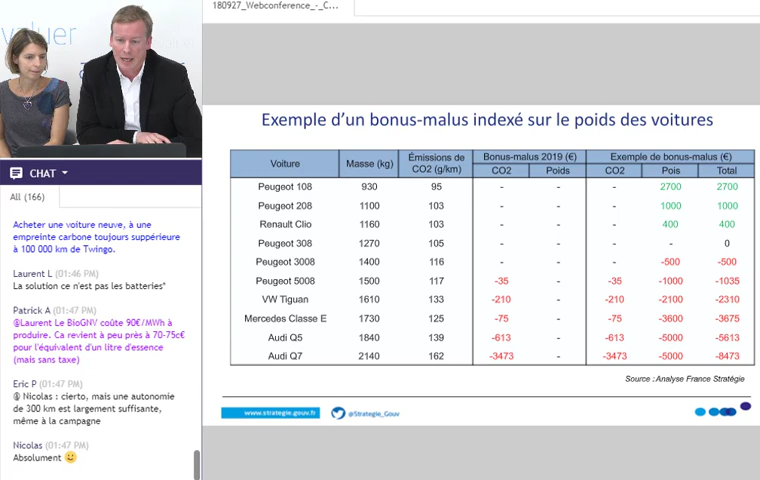 180927_Webconference_-_C...
valuer
CHAT
All (166)
Acheter une voiture neuve, à une
empreinte carbone toujours suppérieure
à 100 000 km de Twingo.
Laurent L (01:46 PM)
La solution ce n'est pas les batteries"
Patrick A (01:47 PM)
@Laurent Le BioGNV coûte 90€/MWh à
produire. Ca revient à peu près à 70-75c€
pour l'équivalent d'un litre d'essence
(mais sans taxe)
Eric P (01:47 PM)
@ Nicolas : cierto, mais une autonomie
de 300 km est largement suffisante,
même à la campagne
Nicolas (01:47 PM)
Absolument
Exemple d'un bonus-malus indexé sur le poids des voitures
Voiture Masse (kg) Émissions de CO2 (g/km) Bonus-malus 2019 (€) Exemple de bonus-malus (€)
CO2 Poids CO2 Pois Total
Peugeot 108 930 95 - - - 2700 2700
Peugeot 208 1100 103 - - - 1000 1000
Renault Clio 1160 103 - - - 400 400
Peugeot 308 1270 105 - - - - 0
Peugeot 3008 1400 116 - - - -500 -500
Peugeot 5008 1500 117 -35 - -35 -1000 -1035
VW Tiguan 1610 133 -210 - -210 -2100 -2310
Mercedes Classe E 1730 125 -75 - -75 -3600 -3675
Audi Q5 1840 139 -613 - -613 -5000 -5613
Audi Q7 2140 162 -3473 - -3473 -5000 -8473
Source : Analyse France Stratégie
www.strategie.gouv.fr
@Strategie_Gouv